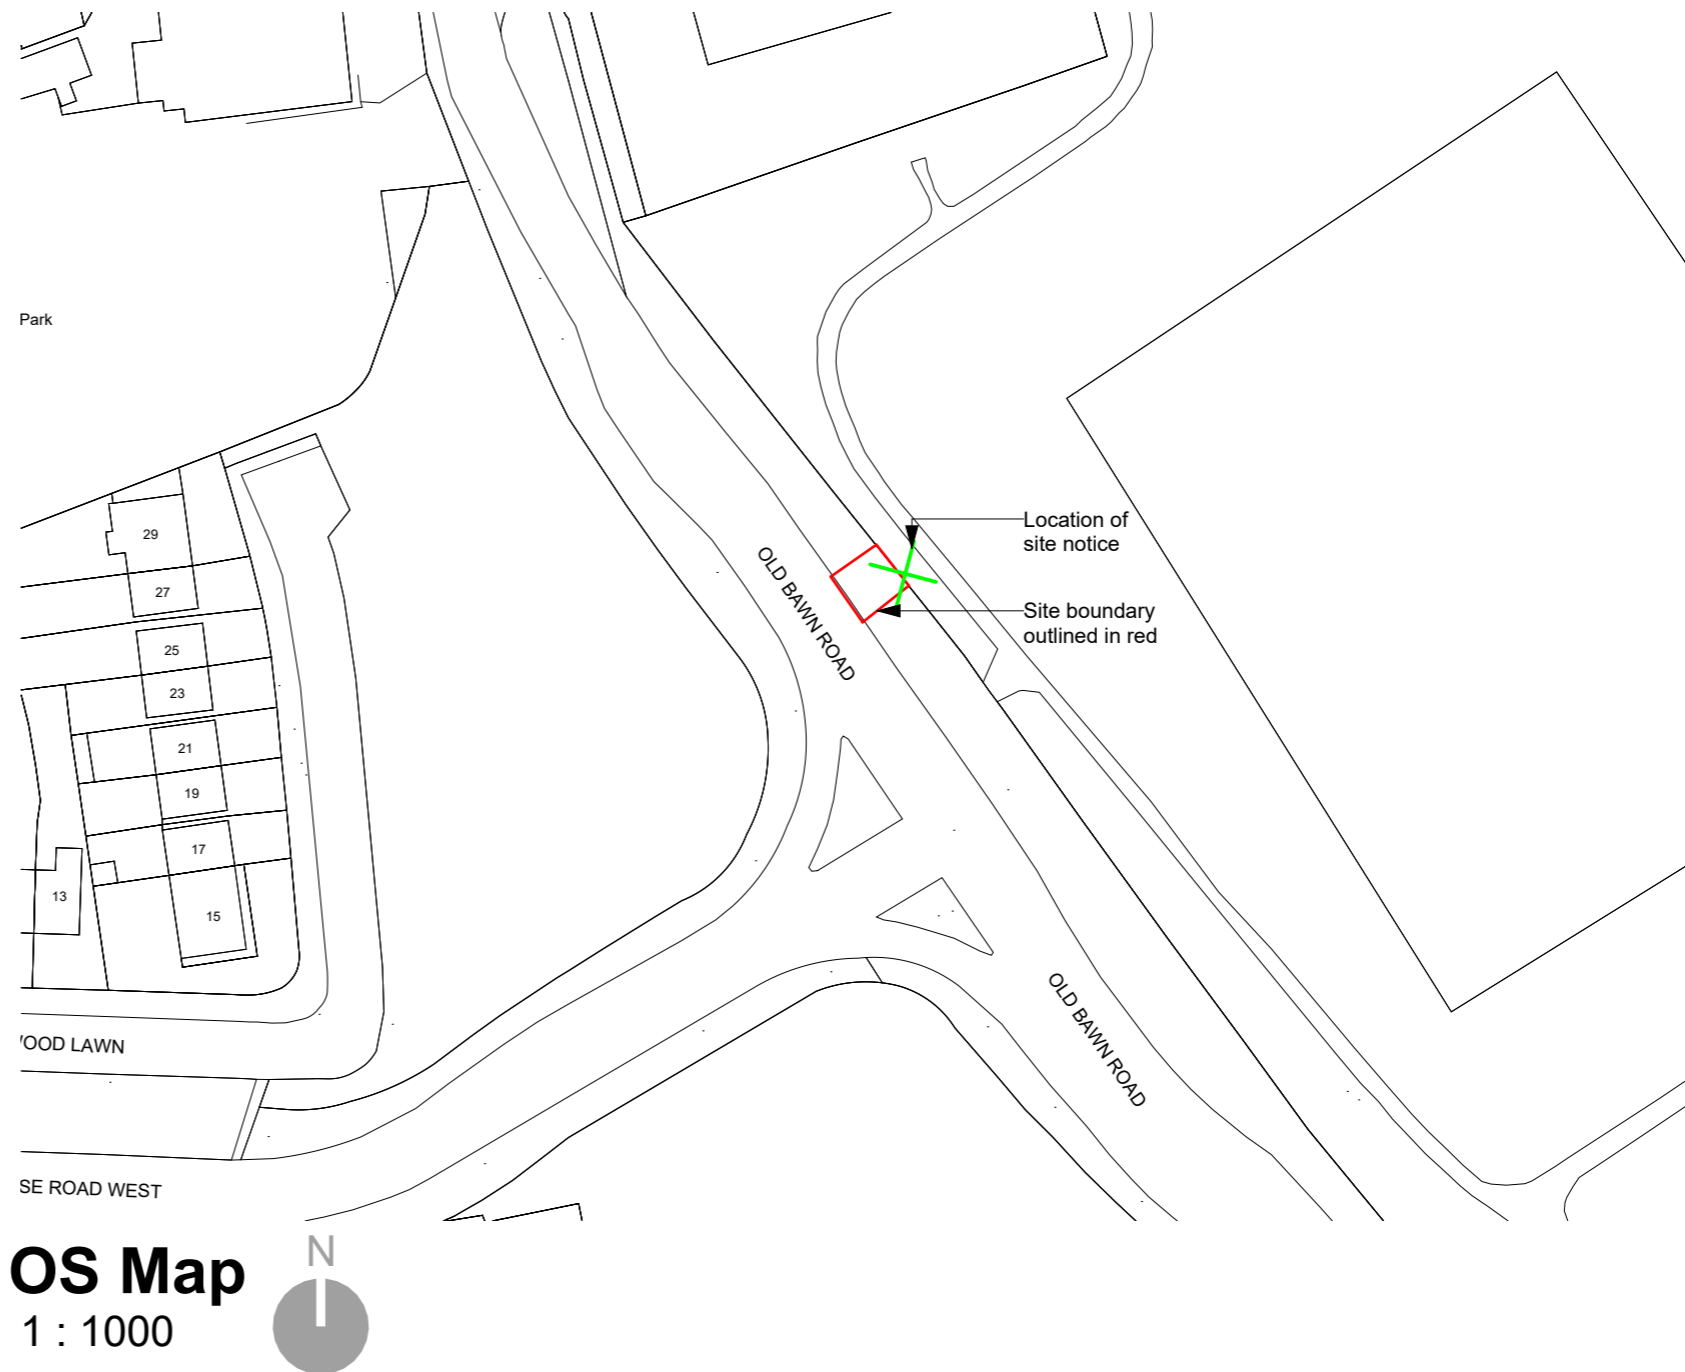 Park
Location of
site notice
29
OLD BAWN ROAD
27
Site boundary
outlined in red
25
23
21
19
17
13
15
OLD BAWN ROAD
OOD LAWN
SE ROAD WEST
OS Map
N
1 : 1000